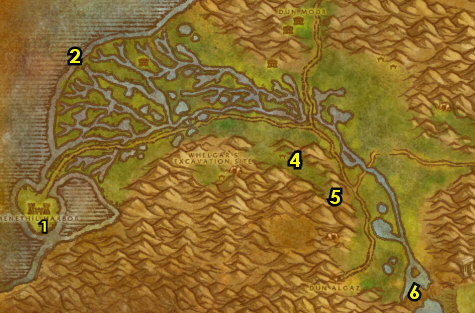 DUN MODR
2
WHELGAR'S
EXCAVATION SITE
4
5
MENETHIL HARBOR
1
DUN ALGAZ
6